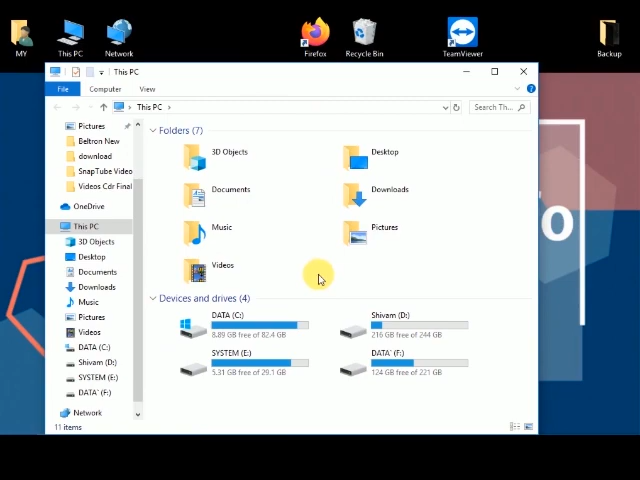 MY
This PC
Network
Firefox
Recycle Bin
TeamViewer
Backup
This PC
File
Computer
View
This PC
Search Th...
Pictures
Beltron New
download
SnapTube Video
Videos Cdr Final
OneDrive
This PC
3D Objects
Desktop
Documents
Downloads
Music
Pictures
Videos
DATA (C:)
Shivam (D:)
SYSTEM (E:)
DATA' (F:)
Network
Folders (7)
3D Objects
Desktop
Documents
Downloads
Music
Pictures
Videos
Devices and drives (4)
DATA (C:)
8.89 GB free of 82.4 GB
Shivam (D:)
216 GB free of 244 GB
SYSTEM (E:)
5.31 GB free of 29.1 GB
DATA' (F:)
124 GB free of 221 GB
11 items